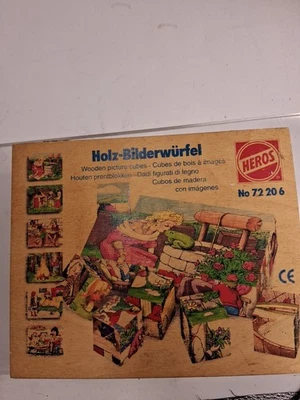 Holz-Bilderwürfel
Wooden picture cubes - Cubes de bois à images
Houten prentblokken - Dadi figurati di legno
Cubos de madera
con imágenes
HEROS
No 72 20 6
CE